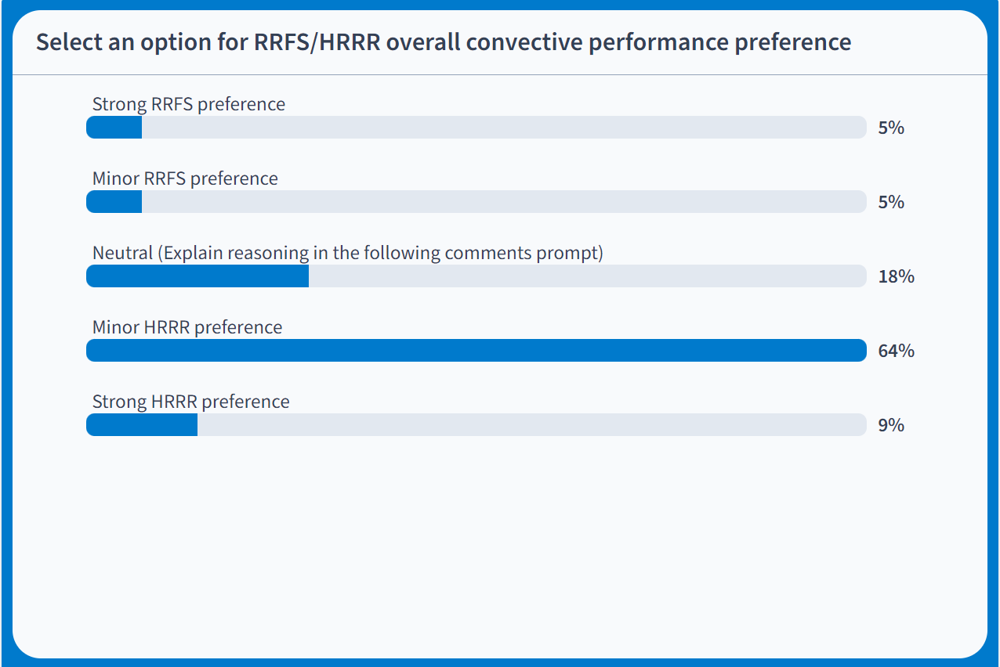 Select an option for RRFS/HRRR overall convective performance preference
Strong RRFS preference
5%
Minor RRFS preference
5%
Neutral (Explain reasoning in the following comments prompt)
18%
Minor HRRR preference
64%
Strong HRRR preference
9%